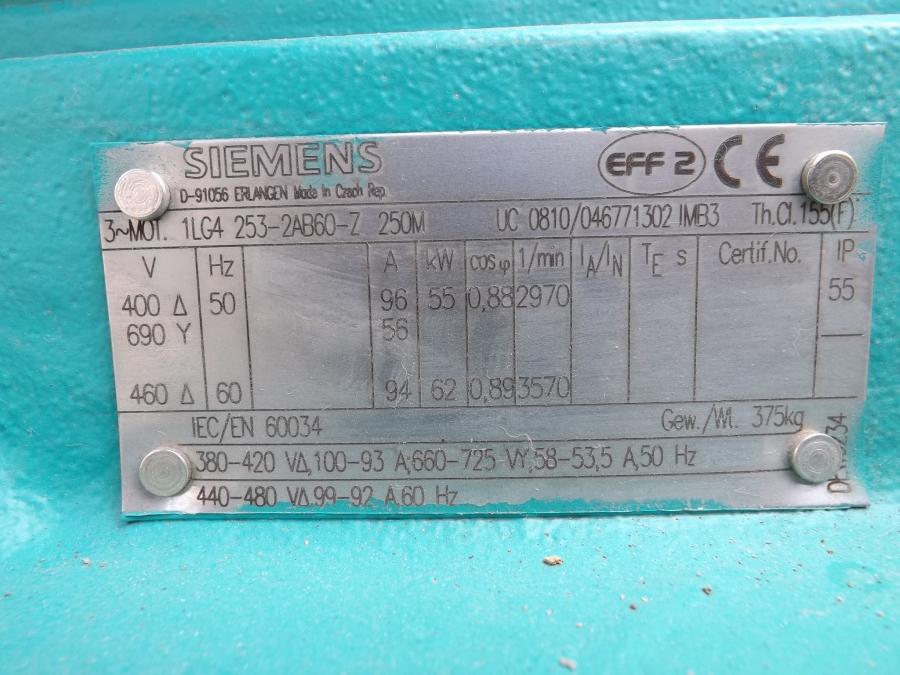 SIEMENS EFF 2 CE
D-91056 ERLANGEN Made in Czech Rep.
3~MOT. 1LG4 253-2AB60-Z 250M UC 0810/046771302 IMB3 Th.Cl.155(F)
V Hz A kW cosφ 1/min IA/IN TE s Certif.No. IP
400 Δ 50 96 55 0,88 2970 55
690 Y 56
460 Δ 60 94 62 0,89 3570
IEC/EN 60034 Gew./Wt. 375kg
380-420 VΔ,100-93 A,660-725 VY,58-53,5 A,50 Hz
440-480 VΔ,99-92 A,60 Hz